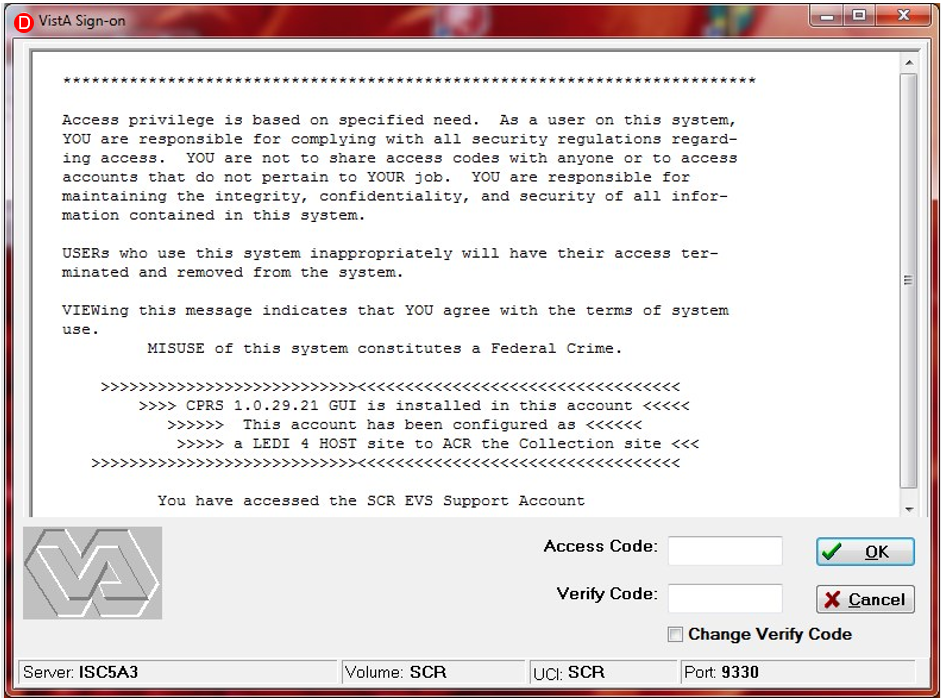 D VistA Sign-on
*************************************************************************
Access privilege is based on specified need.  As a user on this system,
YOU are responsible for complying with all security regulations regard-
ing access.  YOU are not to share access codes with anyone or to access
accounts that do not pertain to YOUR job.  YOU are responsible for
maintaining the integrity, confidentiality, and security of all infor-
mation contained in this system.
USERs who use this system inappropriately will have their access ter-
minated and removed from the system.
VIEWing this message indicates that YOU agree with the terms of system
use.
MISUSE of this system constitutes a Federal Crime.
>>>>>>>>>>>>>>>>>>>>>>>>>>><<<<<<<<<<<<<<<<<<<<<<<<<<<<<<<<<<
>>>> CPRS 1.0.29.21 GUI is installed in this account <<<<<
>>>>>>  This account has been configured as <<<<<<
>>>>> a LEDI 4 HOST site to ACR the Collection site <<<
>>>>>>>>>>>>>>>>>>>>>>>>>>>><<<<<<<<<<<<<<<<<<<<<<<<<<<<<<<<<<
You have accessed the SCR EVS Support Account
Access Code:
OK
Verify Code:
Cancel
Change Verify Code
VA
Server: ISC5A3 Volume: SCR UCI: SCR Port: 9330